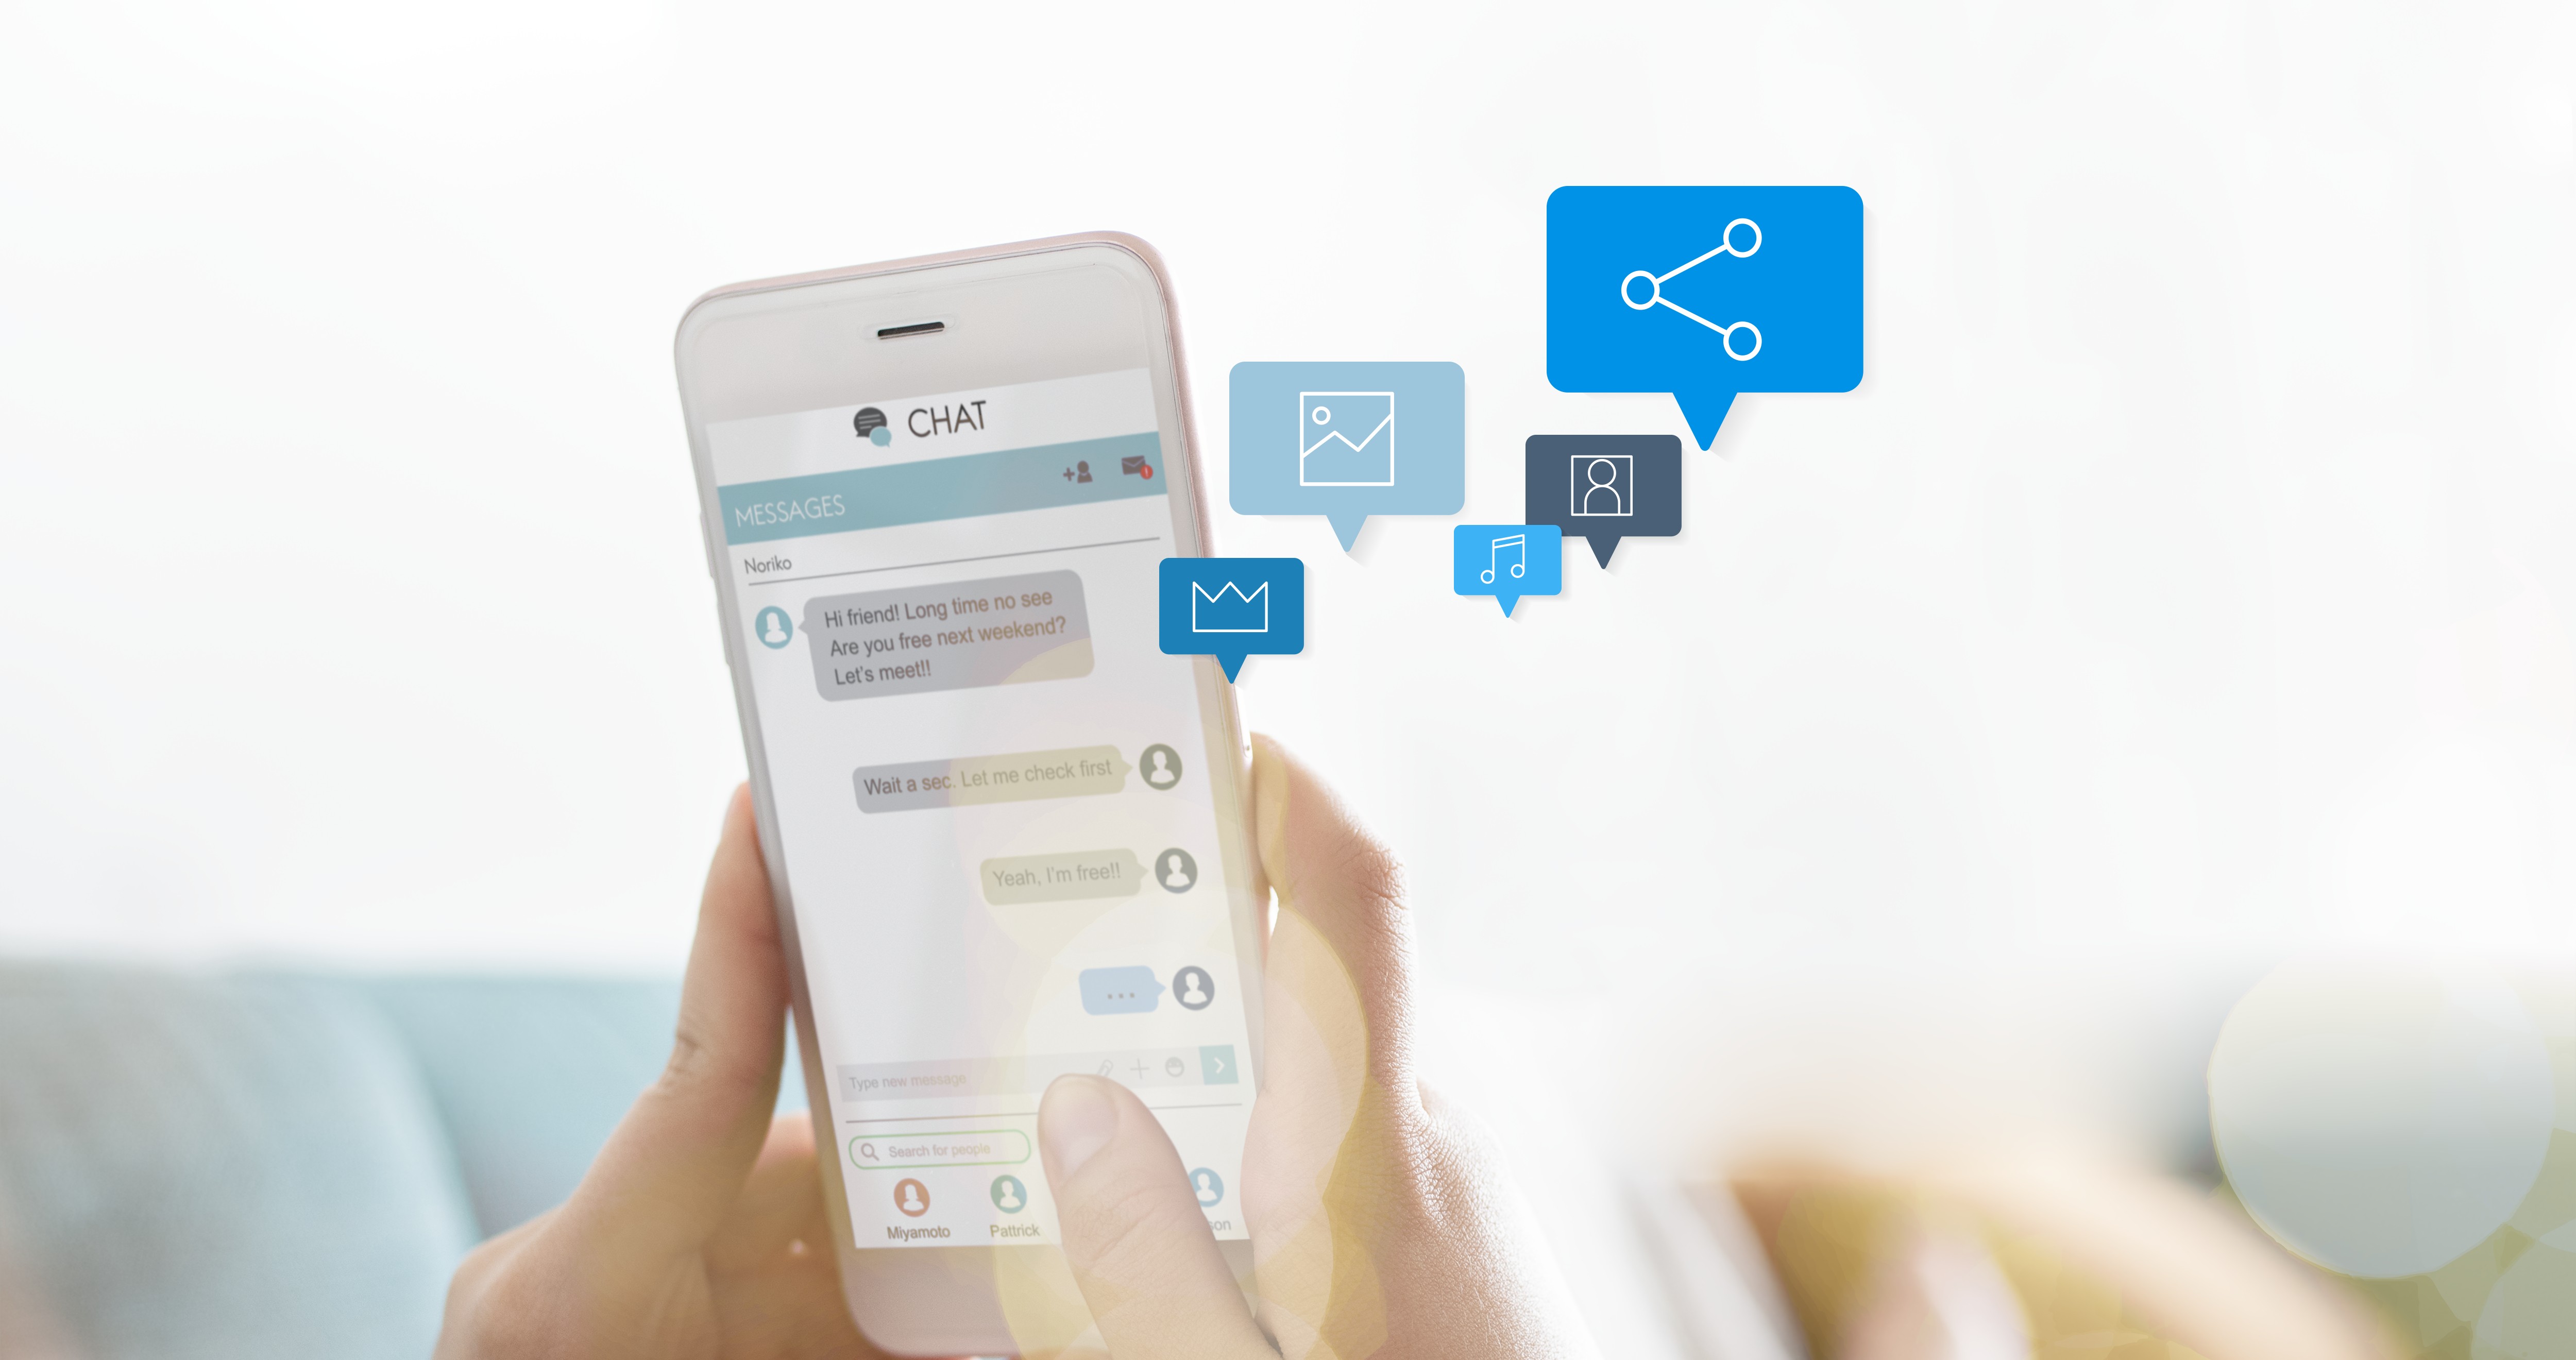 CHAT
MESSAGES
Noriko
Hi friend! Long time no see
Are you free next weekend?
Let's meet!!
Wait a sec. Let me check first
Yeah, I'm free!!
...
Type new message
Search for people
Miyamoto
Pattrick